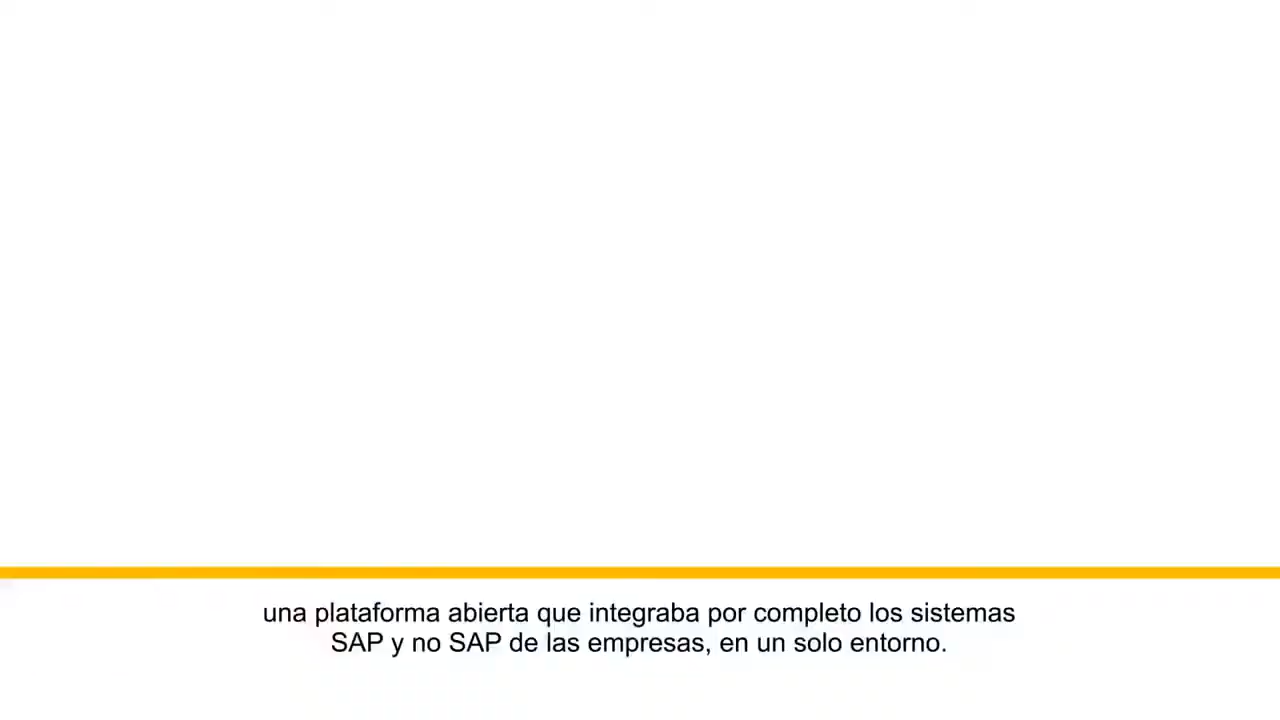 una plataforma abierta que integraba por completo los sistemas
SAP y no SAP de las empresas, en un solo entorno.